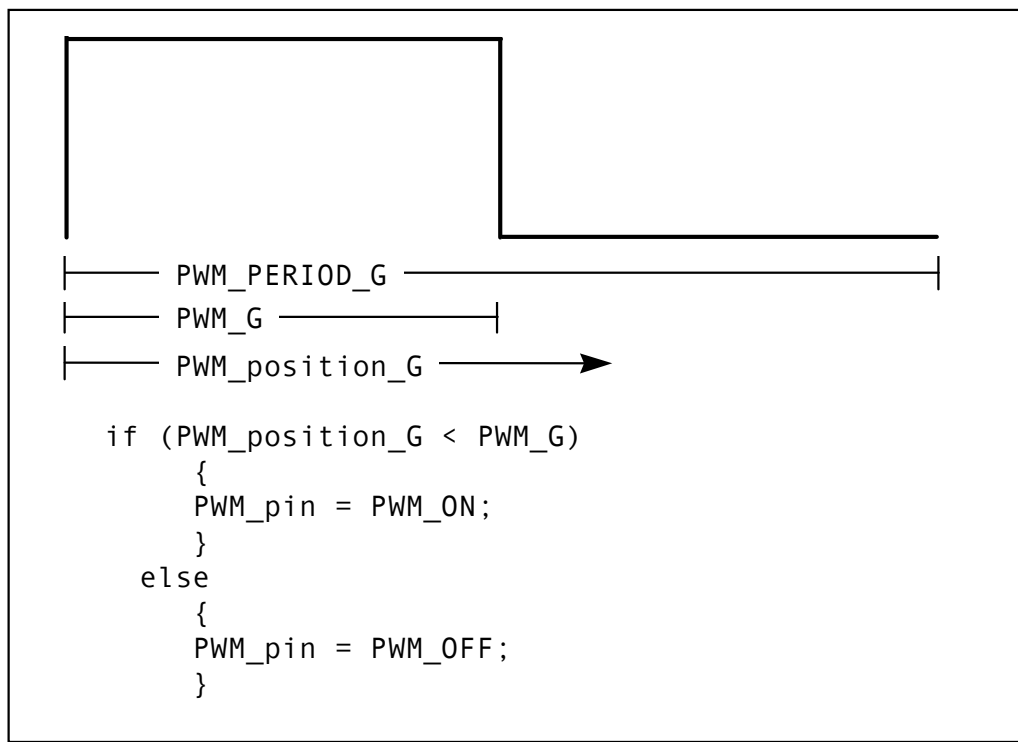 PWM_PERIOD_G
PWM_G
PWM_position_G
if (PWM_position_G < PWM_G)
{
PWM_pin = PWM_ON;
}
else
{
PWM_pin = PWM_OFF;
}